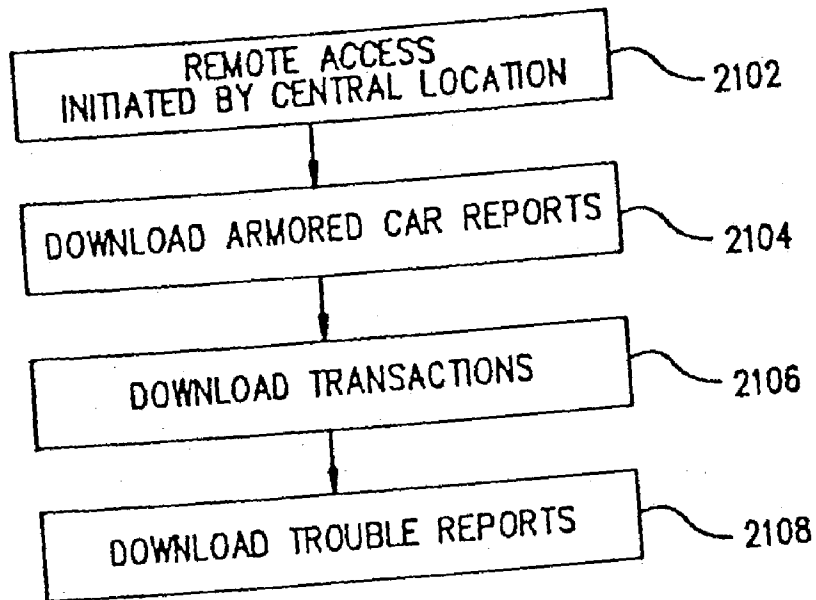 REMOTE ACCESS
INITIATED BY CENTRAL LOCATION
2102
DOWNLOAD ARMORED CAR REPORTS
2104
DOWNLOAD TRANSACTIONS
2106
DOWNLOAD TROUBLE REPORTS
2108